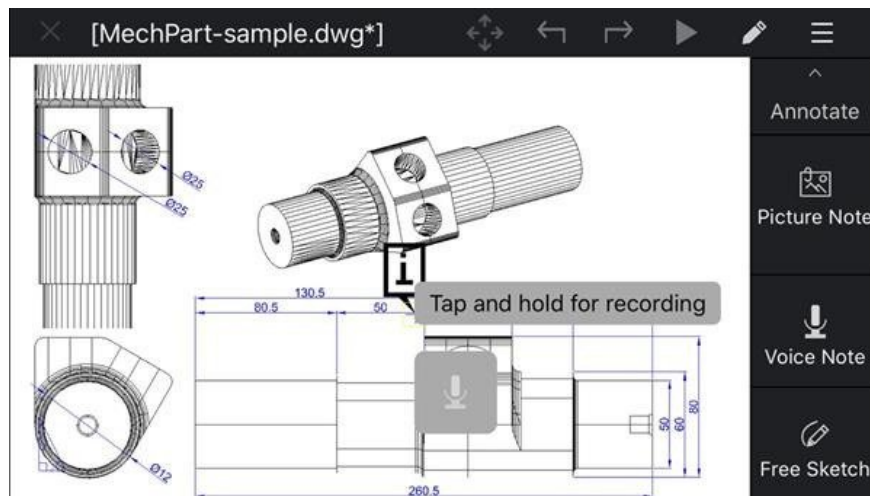 [MechPart-sample.dwg*]
Annotate
Picture Note
Voice Note
Free Sketch
Ø25
Ø25
Tap and hold for recording
130.5
80.5
50
50
60
80
Ø12
260.5